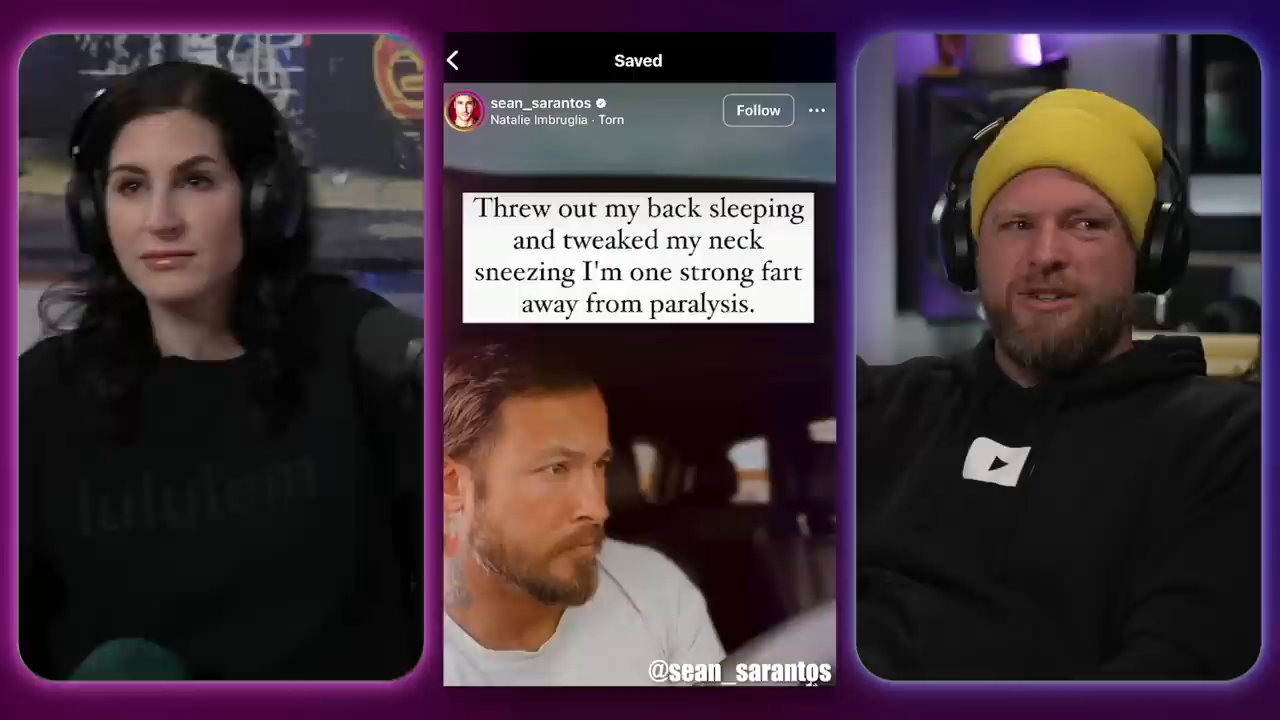 Saved
sean_sarantos
Natalie Imbruglia · Torn
Follow
Threw out my back sleeping
and tweaked my neck
sneezing I'm one strong fart
away from paralysis.
lululem
@sean_sarantos